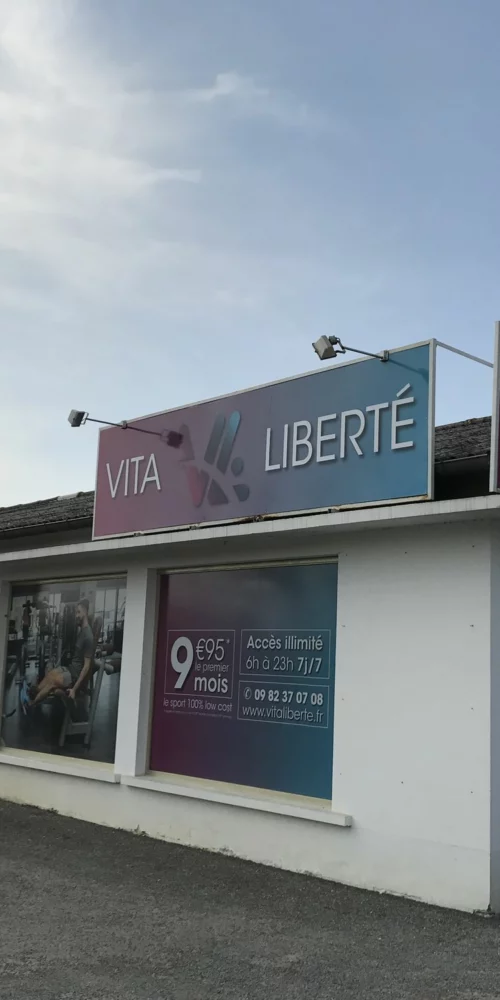 VITA LIBERTÉ
9€95*
le premier
mois
le sport 100% low cost
Accès illimité
6h à 23h 7j/7
✆ 09 82 37 07 08
www.vitaliberte.fr